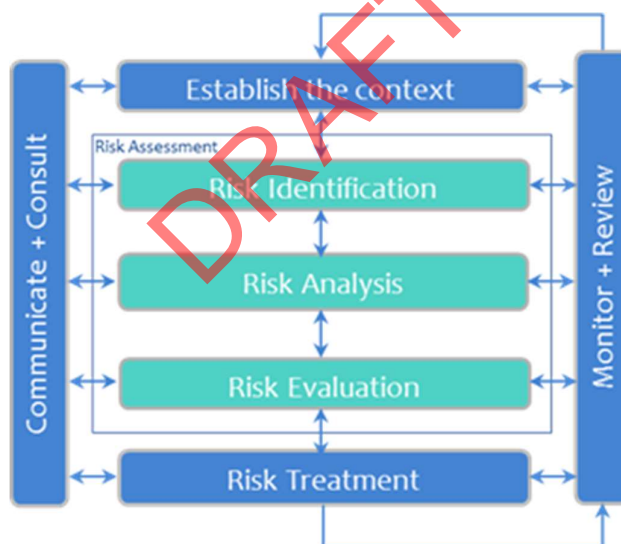 DRAFT
Establish the context
Risk Assessment
Risk Identification
Risk Analysis
Risk Evaluation
Risk Treatment
Communicate + Consult
Monitor + Review